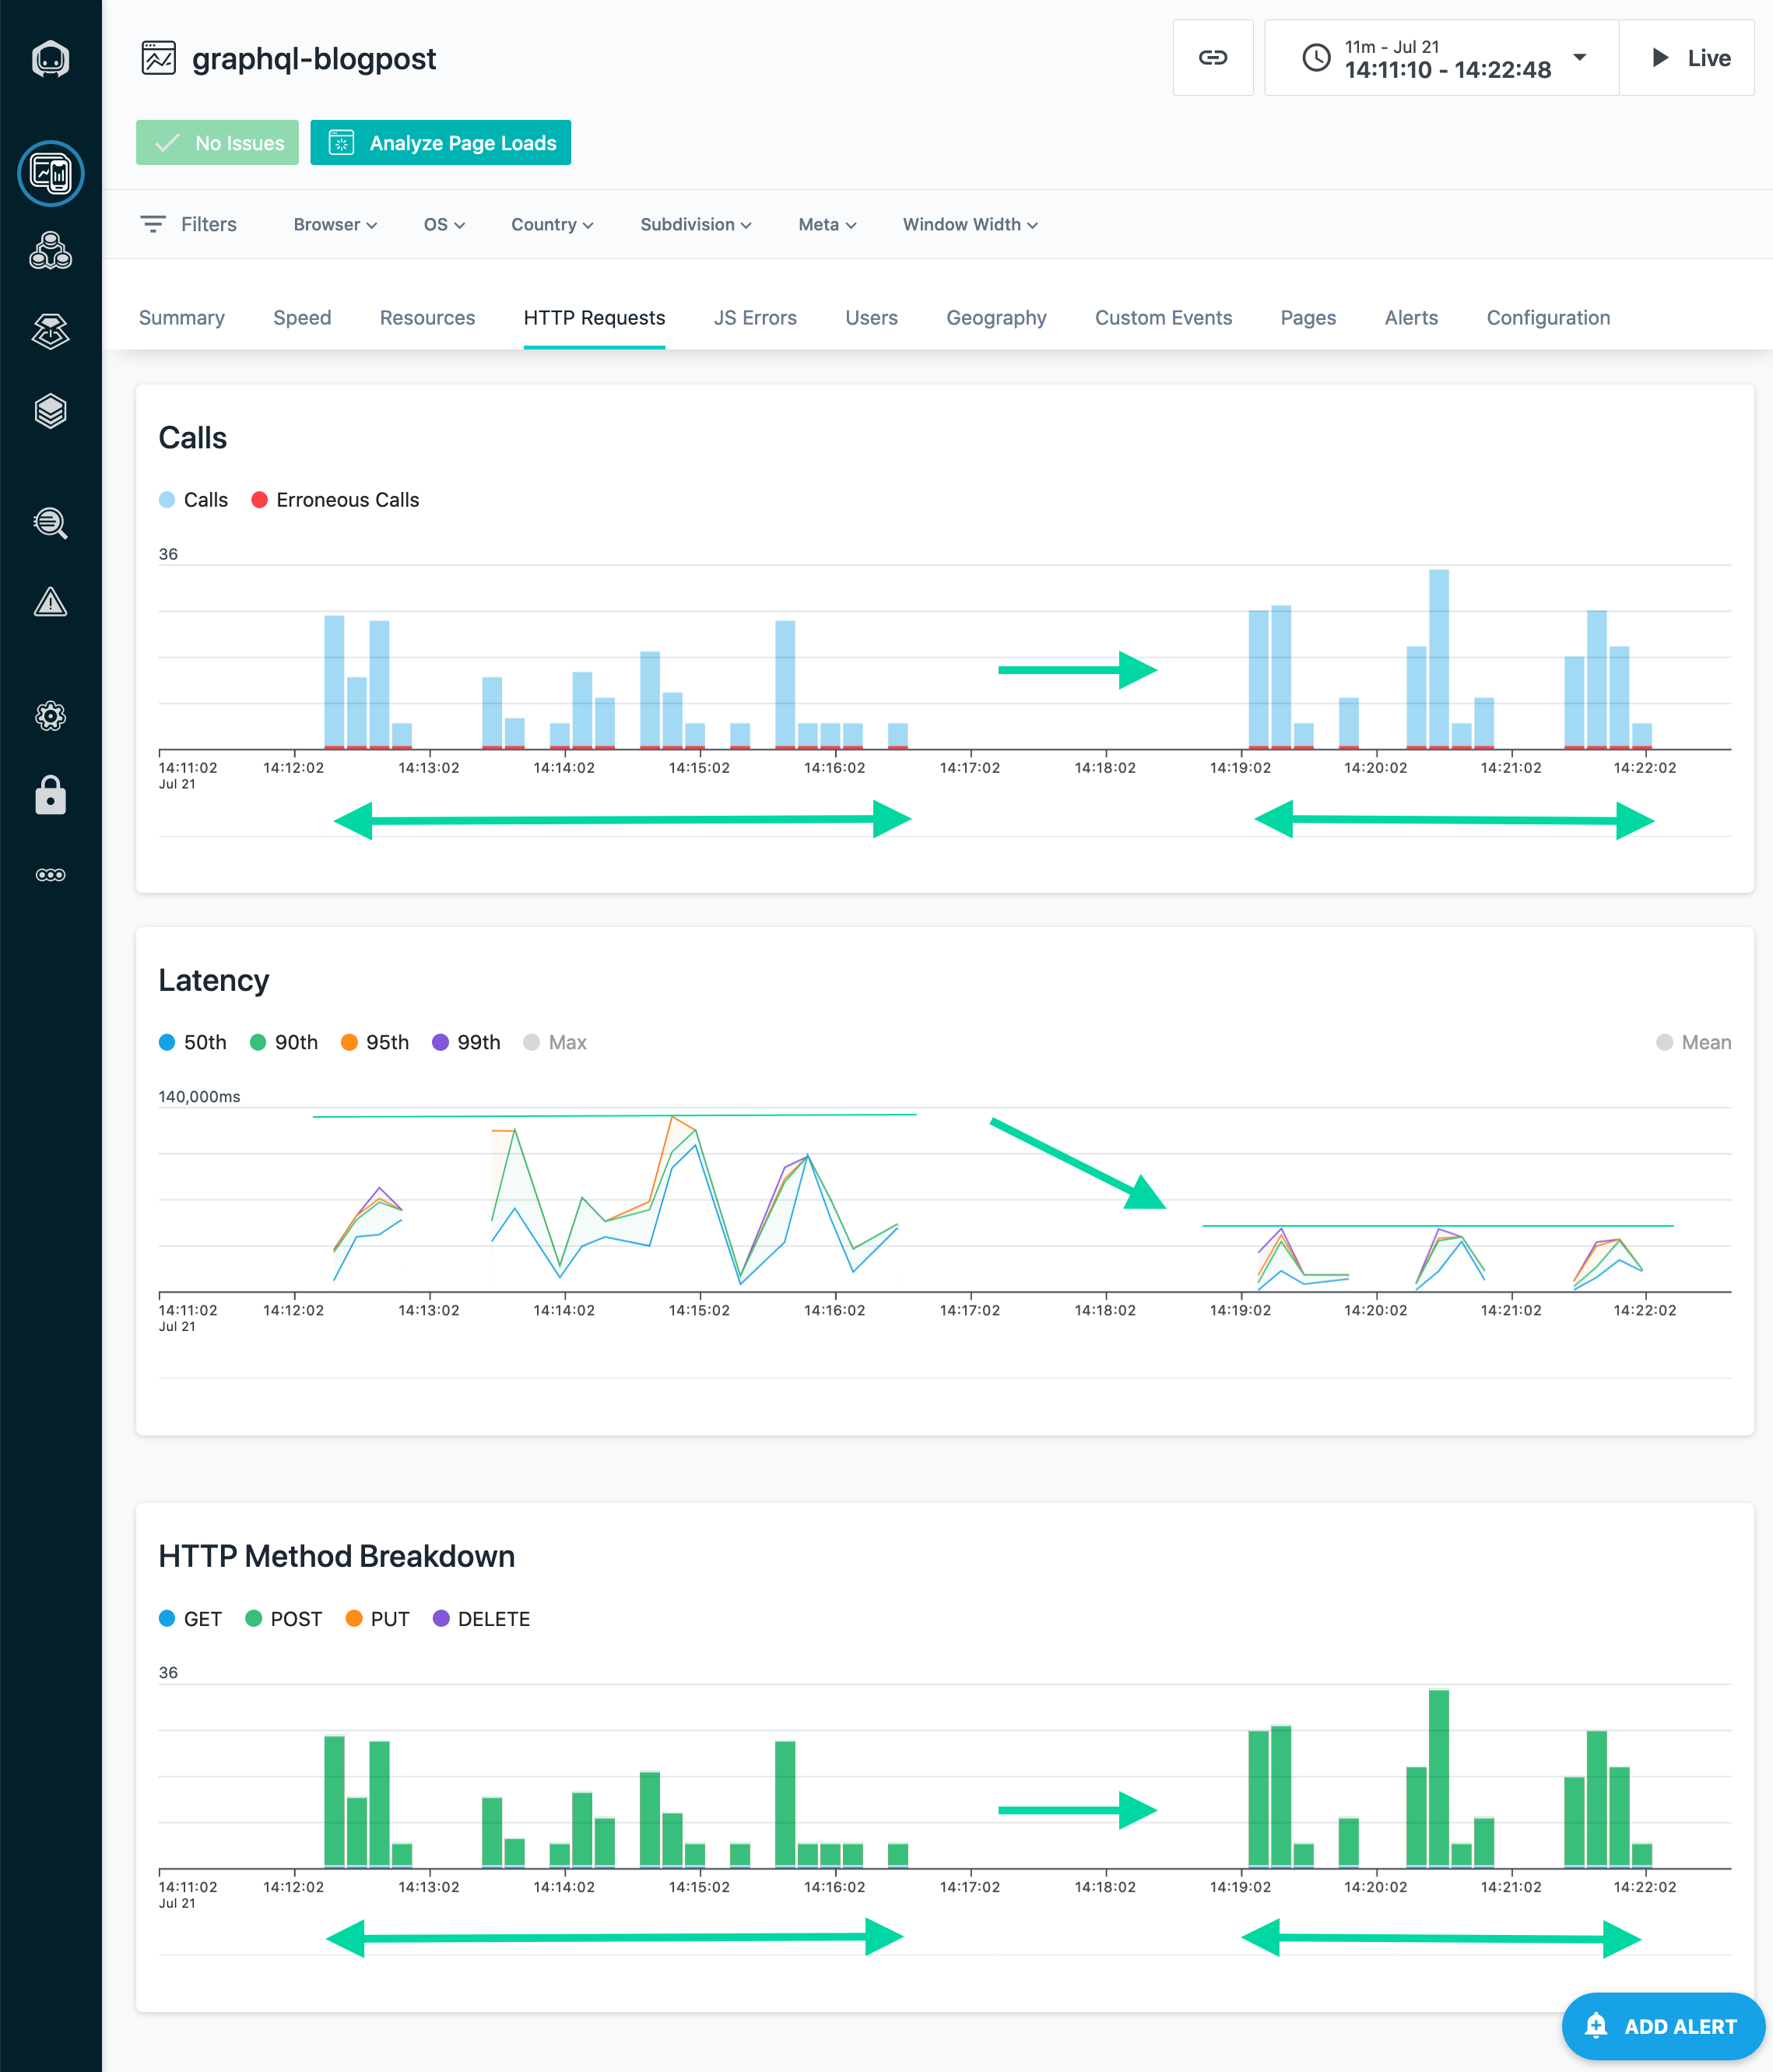 graphql-blogpost
11m - Jul 21
14:11:10 - 14:22:48
Live
No Issues
Analyze Page Loads
Filters Browser OS Country Subdivision Meta Window Width
Summary Speed Resources HTTP Requests JS Errors Users Geography Custom Events Pages Alerts Configuration
Calls
Calls Erroneous Calls
36
14:11:02 14:12:02 14:13:02 14:14:02 14:15:02 14:16:02 14:17:02 14:18:02 14:19:02 14:20:02 14:21:02 14:22:02
Jul 21
Latency
50th 90th 95th 99th Max Mean
140,000ms
14:11:02 14:12:02 14:13:02 14:14:02 14:15:02 14:16:02 14:17:02 14:18:02 14:19:02 14:20:02 14:21:02 14:22:02
Jul 21
HTTP Method Breakdown
GET POST PUT DELETE
36
14:11:02 14:12:02 14:13:02 14:14:02 14:15:02 14:16:02 14:17:02 14:18:02 14:19:02 14:20:02 14:21:02 14:22:02
Jul 21
ADD ALERT